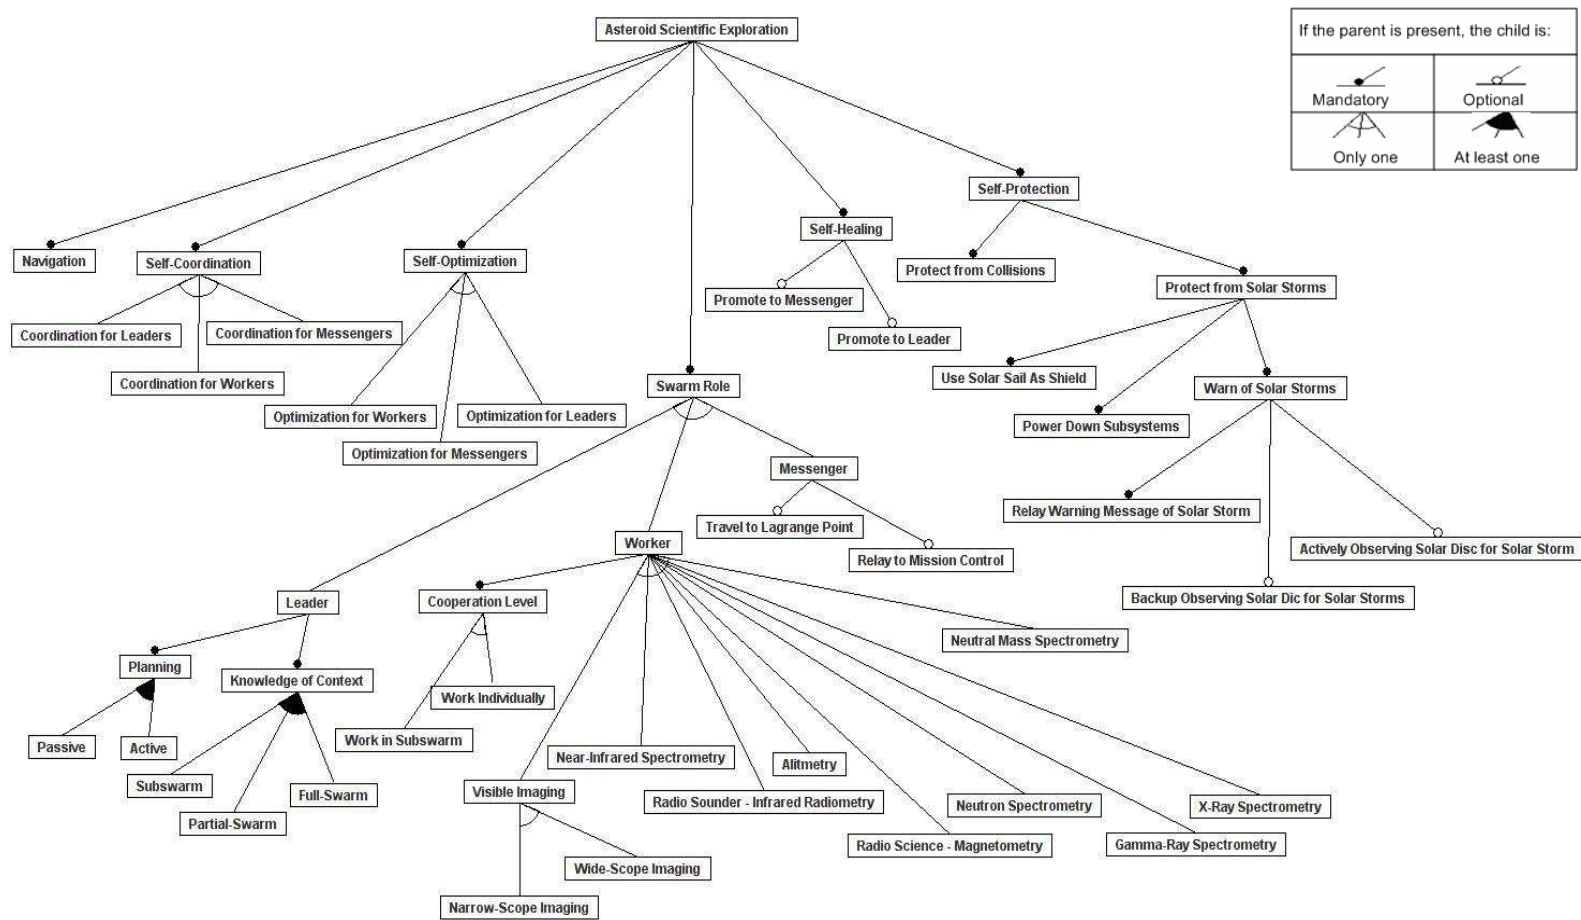 Asteroid Scientific Exploration
If the parent is present, the child is:
Mandatory
Optional
Only one
At least one
Self-Protection
Self-Healing
Navigation
Self-Coordination
Self-Optimization
Protect from Collisions
Protect from Solar Storms
Promote to Messenger
Coordination for Leaders
Coordination for Messengers
Promote to Leader
Coordination for Workers
Use Solar Sail As Shield
Swarm Role
Warn of Solar Storms
Optimization for Workers
Optimization for Leaders
Power Down Subsystems
Optimization for Messengers
Messenger
Relay Warning Message of Solar Storm
Travel to Lagrange Point
Worker
Relay to Mission Control
Actively Observing Solar Disc for Solar Storm
Leader
Cooperation Level
Backup Observing Solar Dic for Solar Storms
Neutral Mass Spectrometry
Planning
Knowledge of Context
Work Individually
Passive
Active
Work in Subswarm
Near-Infrared Spectrometry
Alitmetry
Subswarm
Full-Swarm
Visible Imaging
Radio Sounder - Infrared Radiometry
Neutron Spectrometry
X-Ray Spectrometry
Partial-Swarm
Radio Science - Magnetometry
Gamma-Ray Spectrometry
Wide-Scope Imaging
Narrow-Scope Imaging